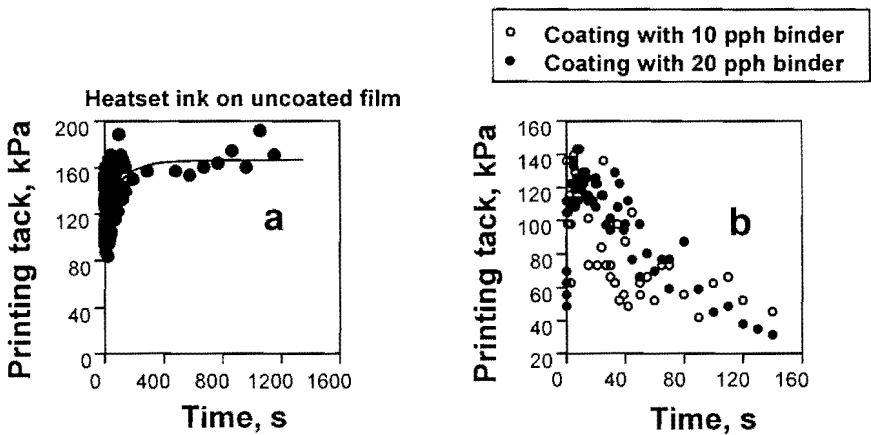 Coating with 10 pph binder
Coating with 20 pph binder
Heatset ink on uncoated film
Printing tack, kPa
200
160
120
80
40
0
a
0 400 800 1200 1600
Time, s
Printing tack, kPa
160
140
120
100
80
60
40
20
b
0 40 80 120 160
Time, s